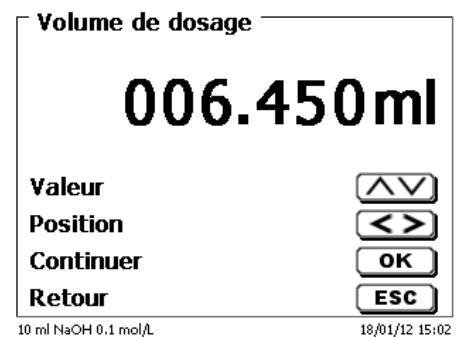 Volume de dosage
006.450ml
Valeur ∧∨
Position < >
Continuer OK
Retour ESC
10 ml NaOH 0.1 mol/L 18/01/12 15:02